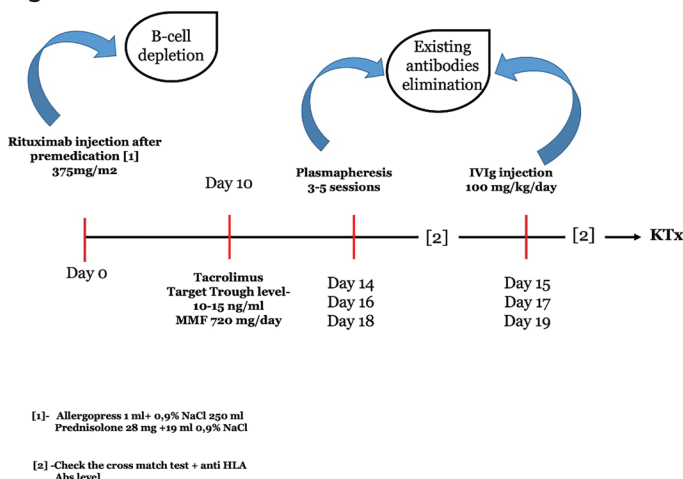 B-cell
depletion
Existing
antibodies
elimination
Rituximab injection after
premedication [1]
375mg/m2
Day 10
Plasmapheresis
3-5 sessions
IVIg injection
100 mg/kg/day
[2]
[2]
KTx
Day 0
Tacrolimus
Target Trough level-
10-15 ng/ml
MMF 720 mg/day
Day 14
Day 16
Day 18
Day 15
Day 17
Day 19
[1]- Allergopress 1 ml+ 0,9% NaCl 250 ml
Prednisolone 28 mg +19 ml 0,9% NaCl
[2] -Check the cross match test + anti HLA
Abs level